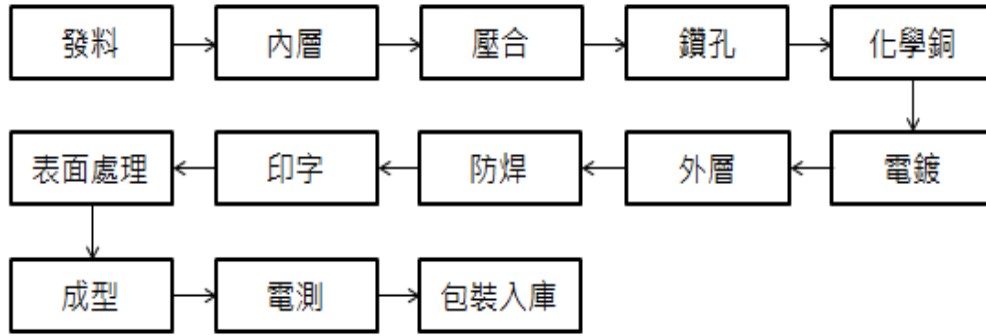 發料
內層
壓合
鑽孔
化學銅
電鍍
外層
防焊
印字
表面處理
成型
電測
包裝入庫